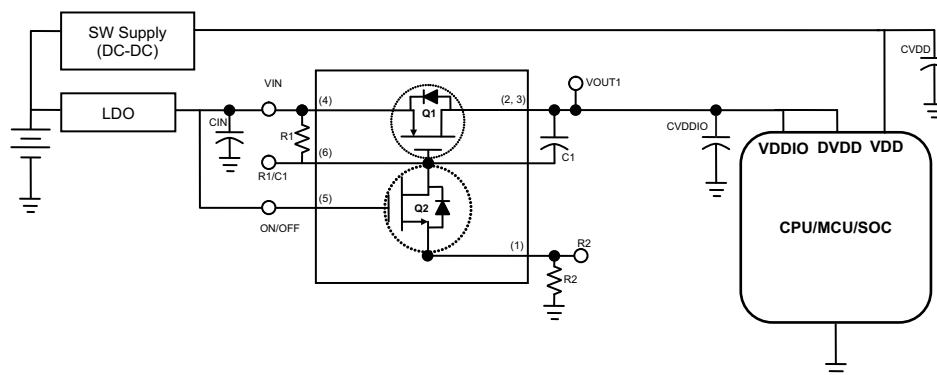 SW Supply
(DC-DC)
CVDD
VIN
VOUT1
LDO
(4)
(2, 3)
CIN
Q1
CVDDIO
R1
C1
(6)
R1/C1
VDDIO DVDD VDD
(5)
Q2
ON/OFF
CPU/MCU/SOC
(1)
R2
R2